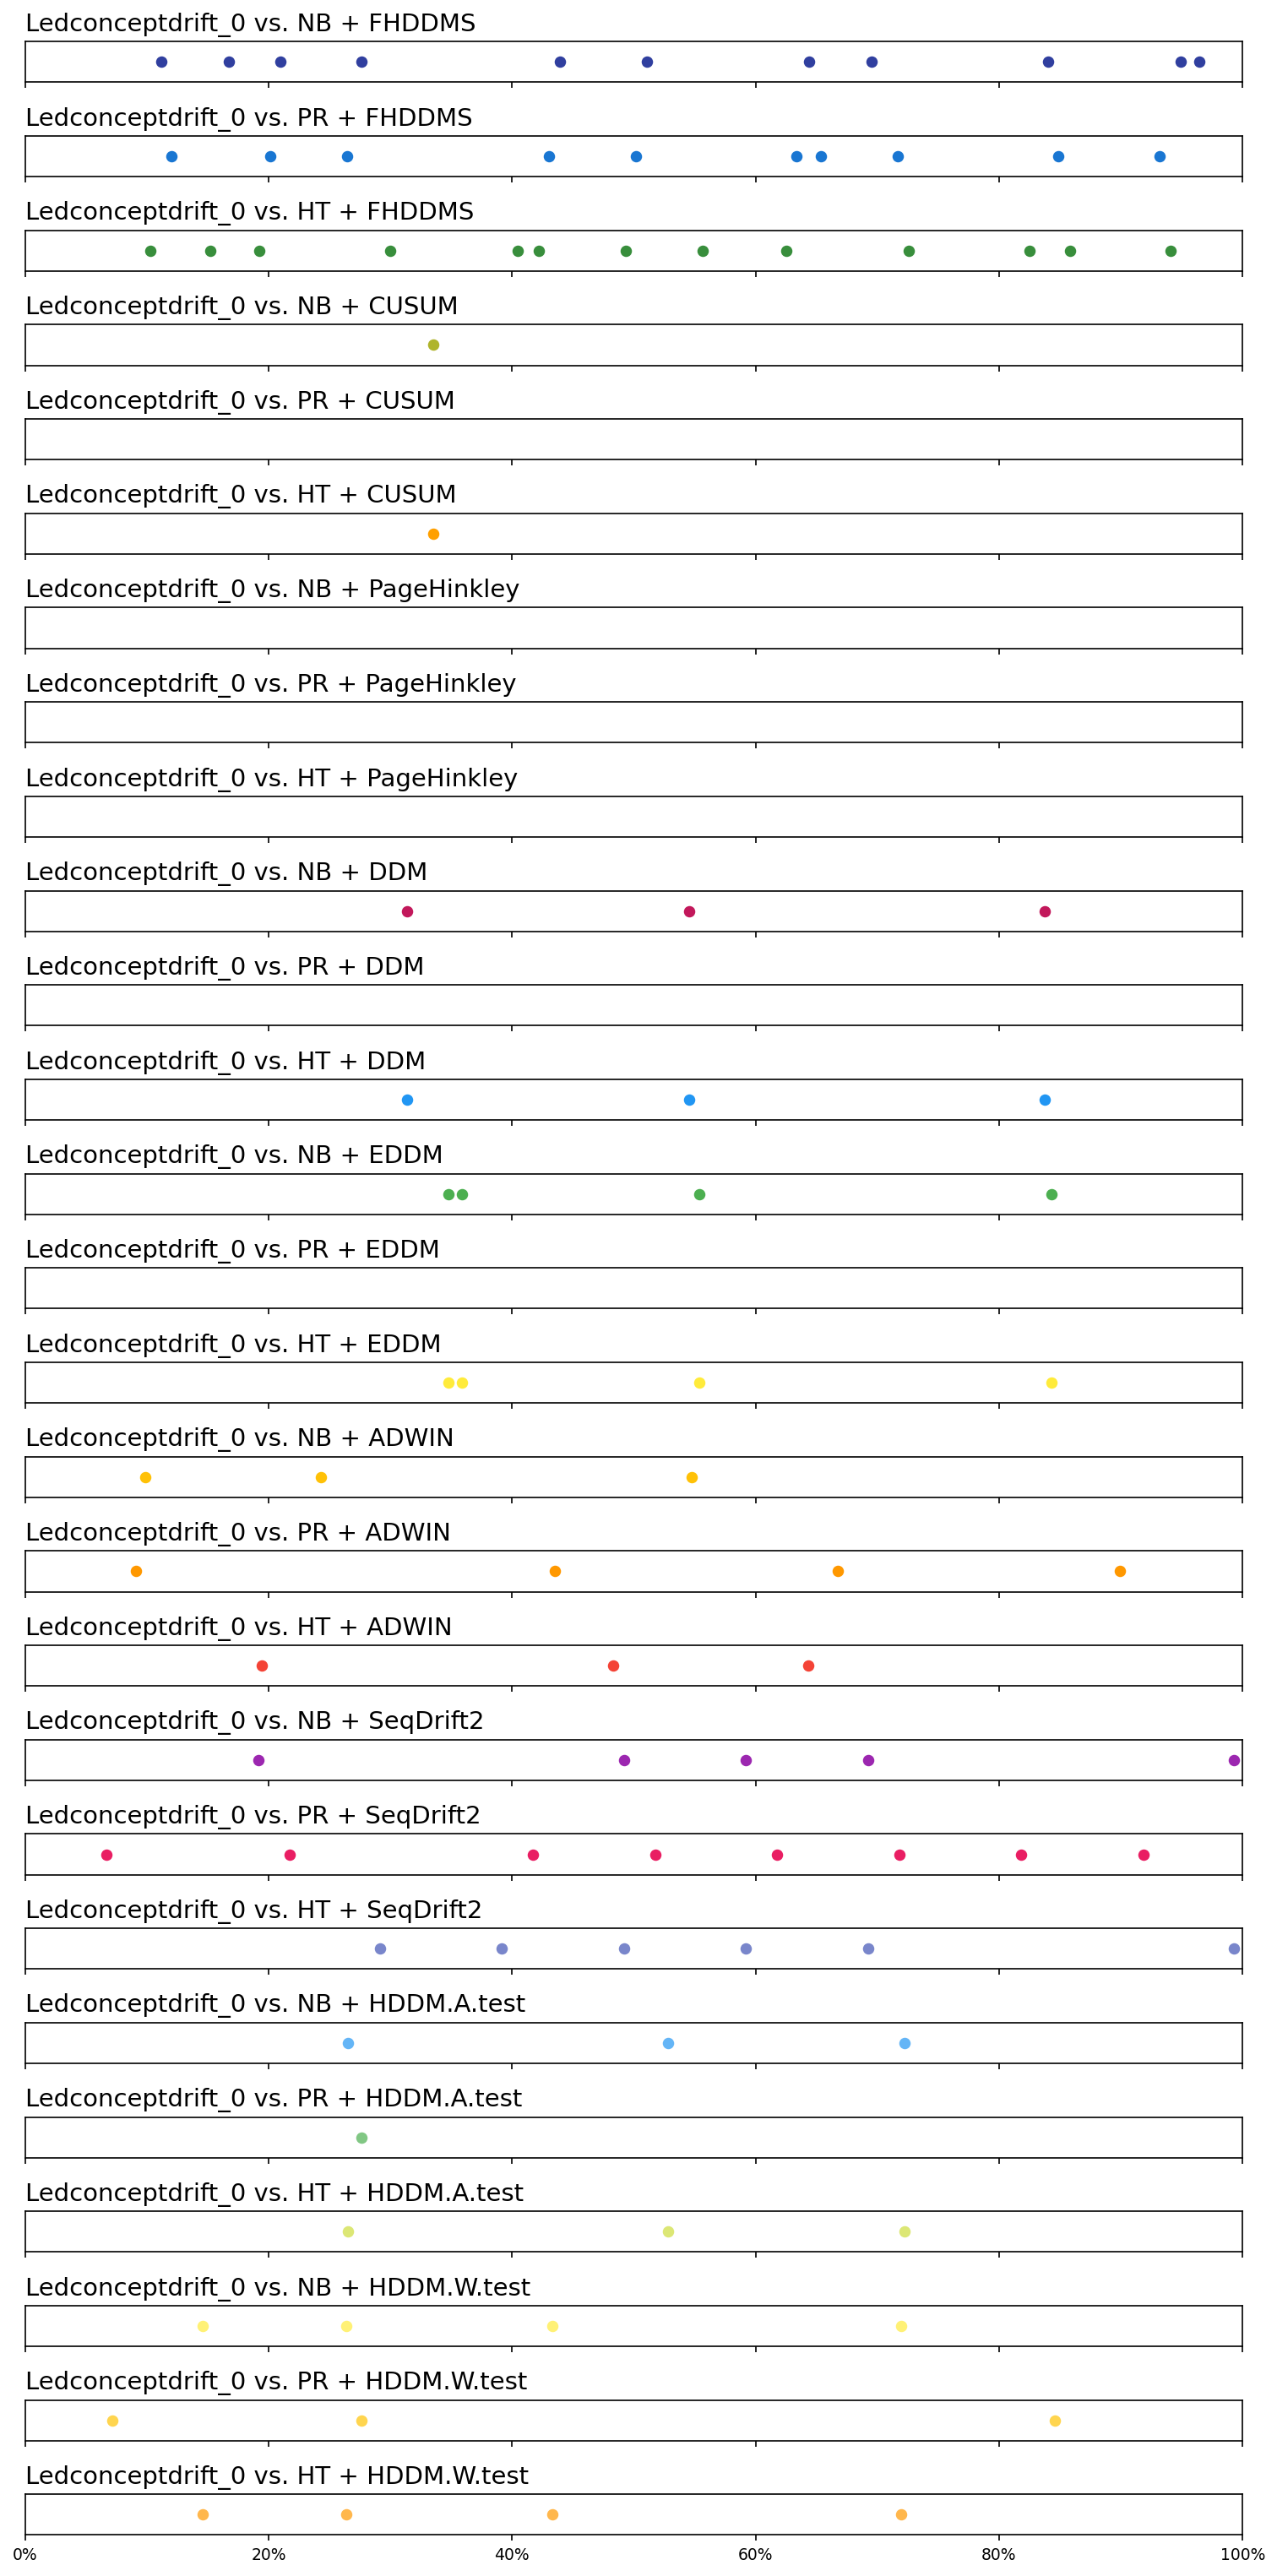 Ledconceptdrift_0 vs. NB + FHDDMS
Ledconceptdrift_0 vs. PR + FHDDMS
Ledconceptdrift_0 vs. HT + FHDDMS
Ledconceptdrift_0 vs. NB + CUSUM
Ledconceptdrift_0 vs. PR + CUSUM
Ledconceptdrift_0 vs. HT + CUSUM
Ledconceptdrift_0 vs. NB + PageHinkley
Ledconceptdrift_0 vs. PR + PageHinkley
Ledconceptdrift_0 vs. HT + PageHinkley
Ledconceptdrift_0 vs. NB + DDM
Ledconceptdrift_0 vs. PR + DDM
Ledconceptdrift_0 vs. HT + DDM
Ledconceptdrift_0 vs. NB + EDDM
Ledconceptdrift_0 vs. PR + EDDM
Ledconceptdrift_0 vs. HT + EDDM
Ledconceptdrift_0 vs. NB + ADWIN
Ledconceptdrift_0 vs. PR + ADWIN
Ledconceptdrift_0 vs. HT + ADWIN
Ledconceptdrift_0 vs. NB + SeqDrift2
Ledconceptdrift_0 vs. PR + SeqDrift2
Ledconceptdrift_0 vs. HT + SeqDrift2
Ledconceptdrift_0 vs. NB + HDDM.A.test
Ledconceptdrift_0 vs. PR + HDDM.A.test
Ledconceptdrift_0 vs. HT + HDDM.A.test
Ledconceptdrift_0 vs. NB + HDDM.W.test
Ledconceptdrift_0 vs. PR + HDDM.W.test
Ledconceptdrift_0 vs. HT + HDDM.W.test
0% 20% 40% 60% 80% 100%